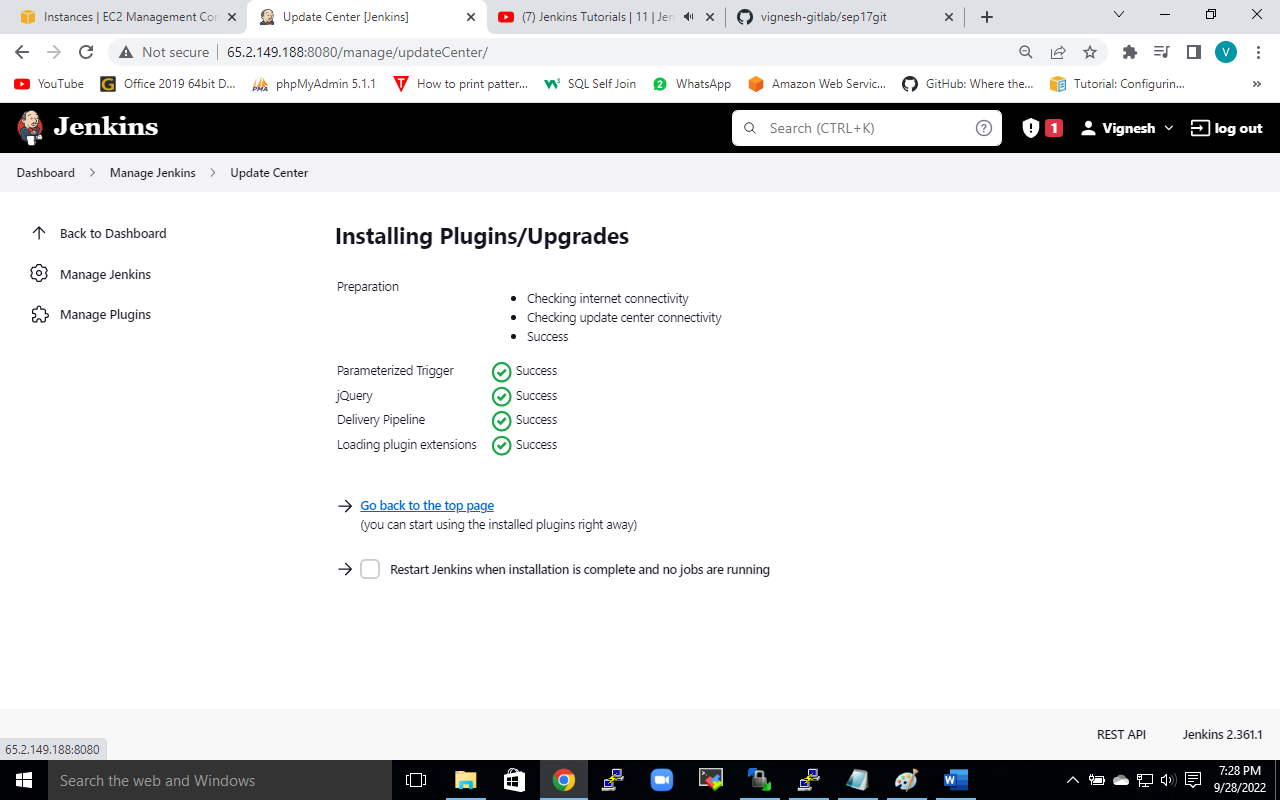 Instances | EC2 Management Con
Update Center [Jenkins]
(7) Jenkins Tutorials | 11 | Jen
vignesh-gitlab/sep17git
Not secure
65.2.149.188:8080/manage/updateCenter/
V
YouTube
Office 2019 64bit D...
phpMyAdmin 5.1.1
How to print patter...
SQL Self Join
WhatsApp
Amazon Web Servic...
GitHub: Where the...
Tutorial: Configurin...
»
Jenkins
Search (CTRL+K)
1
Vignesh
log out
Dashboard
Manage Jenkins
Update Center
Back to Dashboard
Manage Jenkins
Manage Plugins
Installing Plugins/Upgrades
Preparation
Checking internet connectivity
Checking update center connectivity
Success
Parameterized Trigger Success
jQuery Success
Delivery Pipeline Success
Loading plugin extensions Success
Go back to the top page
(you can start using the installed plugins right away)
Restart Jenkins when installation is complete and no jobs are running
REST API
Jenkins 2.361.1
65.2.149.188:8080
Search the web and Windows
7:28 PM
9/28/2022